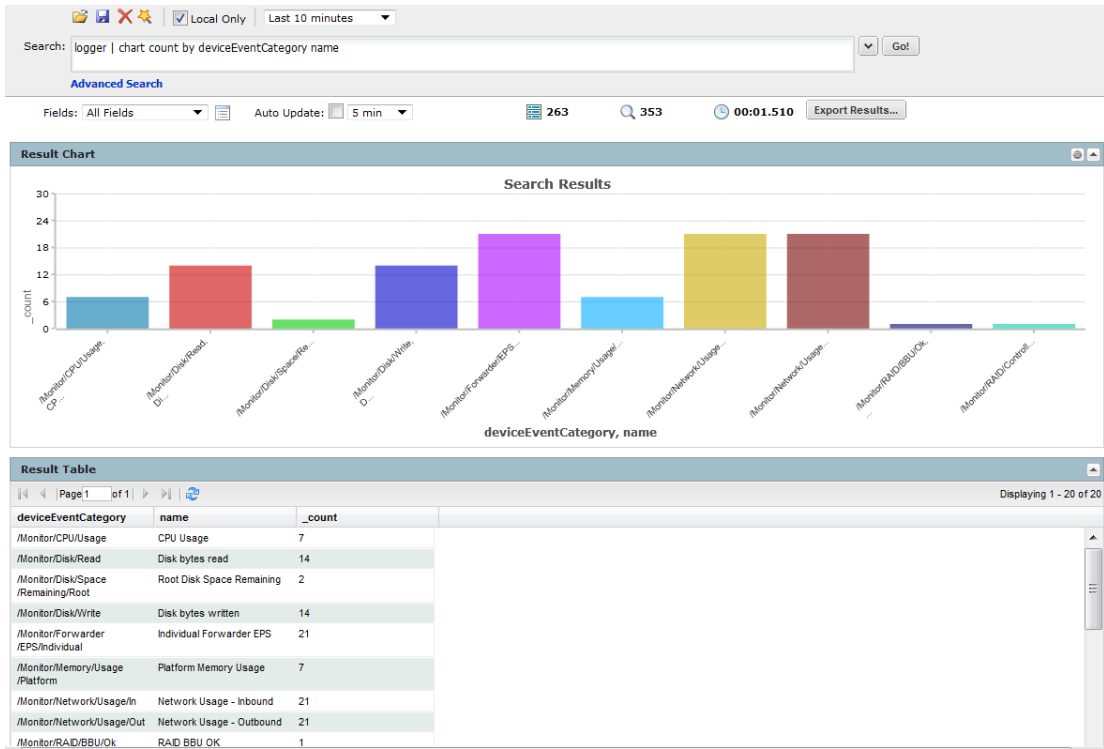 Local Only Last 10 minutes
Search: logger | chart count by deviceEventCategory name Go!
Advanced Search
Fields: All Fields Auto Update: 5 min 263 353 00:01.510 Export Results...
Result Chart
Search Results
30
24
18
12
6
0
_count
/Monitor/CPU/Usage, CP...
/Monitor/Disk/Read, Di...
/Monitor/Disk/Space/Re...
/Monitor/Disk/Write, D...
/Monitor/Forwarder/EPS...
/Monitor/Memory/Usage/...
/Monitor/Network/Usage...
/Monitor/Network/Usage...
/Monitor/RAID/BBU/Ok, ...
/Monitor/RAID/Controll...
deviceEventCategory, name
Result Table
Page 1 of 1 Displaying 1 - 20 of 20
deviceEventCategory name _count
/Monitor/CPU/Usage CPU Usage 7
/Monitor/Disk/Read Disk bytes read 14
/Monitor/Disk/Space Root Disk Space Remaining 2
/Remaining/Root
/Monitor/Disk/Write Disk bytes written 14
/Monitor/Forwarder Individual Forwarder EPS 21
/EPS/Individual
/Monitor/Memory/Usage Platform Memory Usage 7
/Platform
/Monitor/Network/Usage/In Network Usage - Inbound 21
/Monitor/Network/Usage/Out Network Usage - Outbound 21
/Monitor/RAID/BBU/Ok RAID BBU OK 1